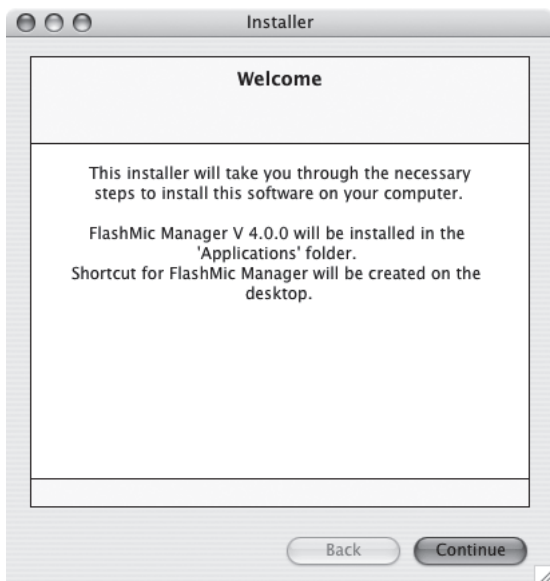 Installer
Welcome
This installer will take you through the necessary
steps to install this software on your computer.
FlashMic Manager V 4.0.0 will be installed in the
'Applications' folder.
Shortcut for FlashMic Manager will be created on the
desktop.
Back
Continue